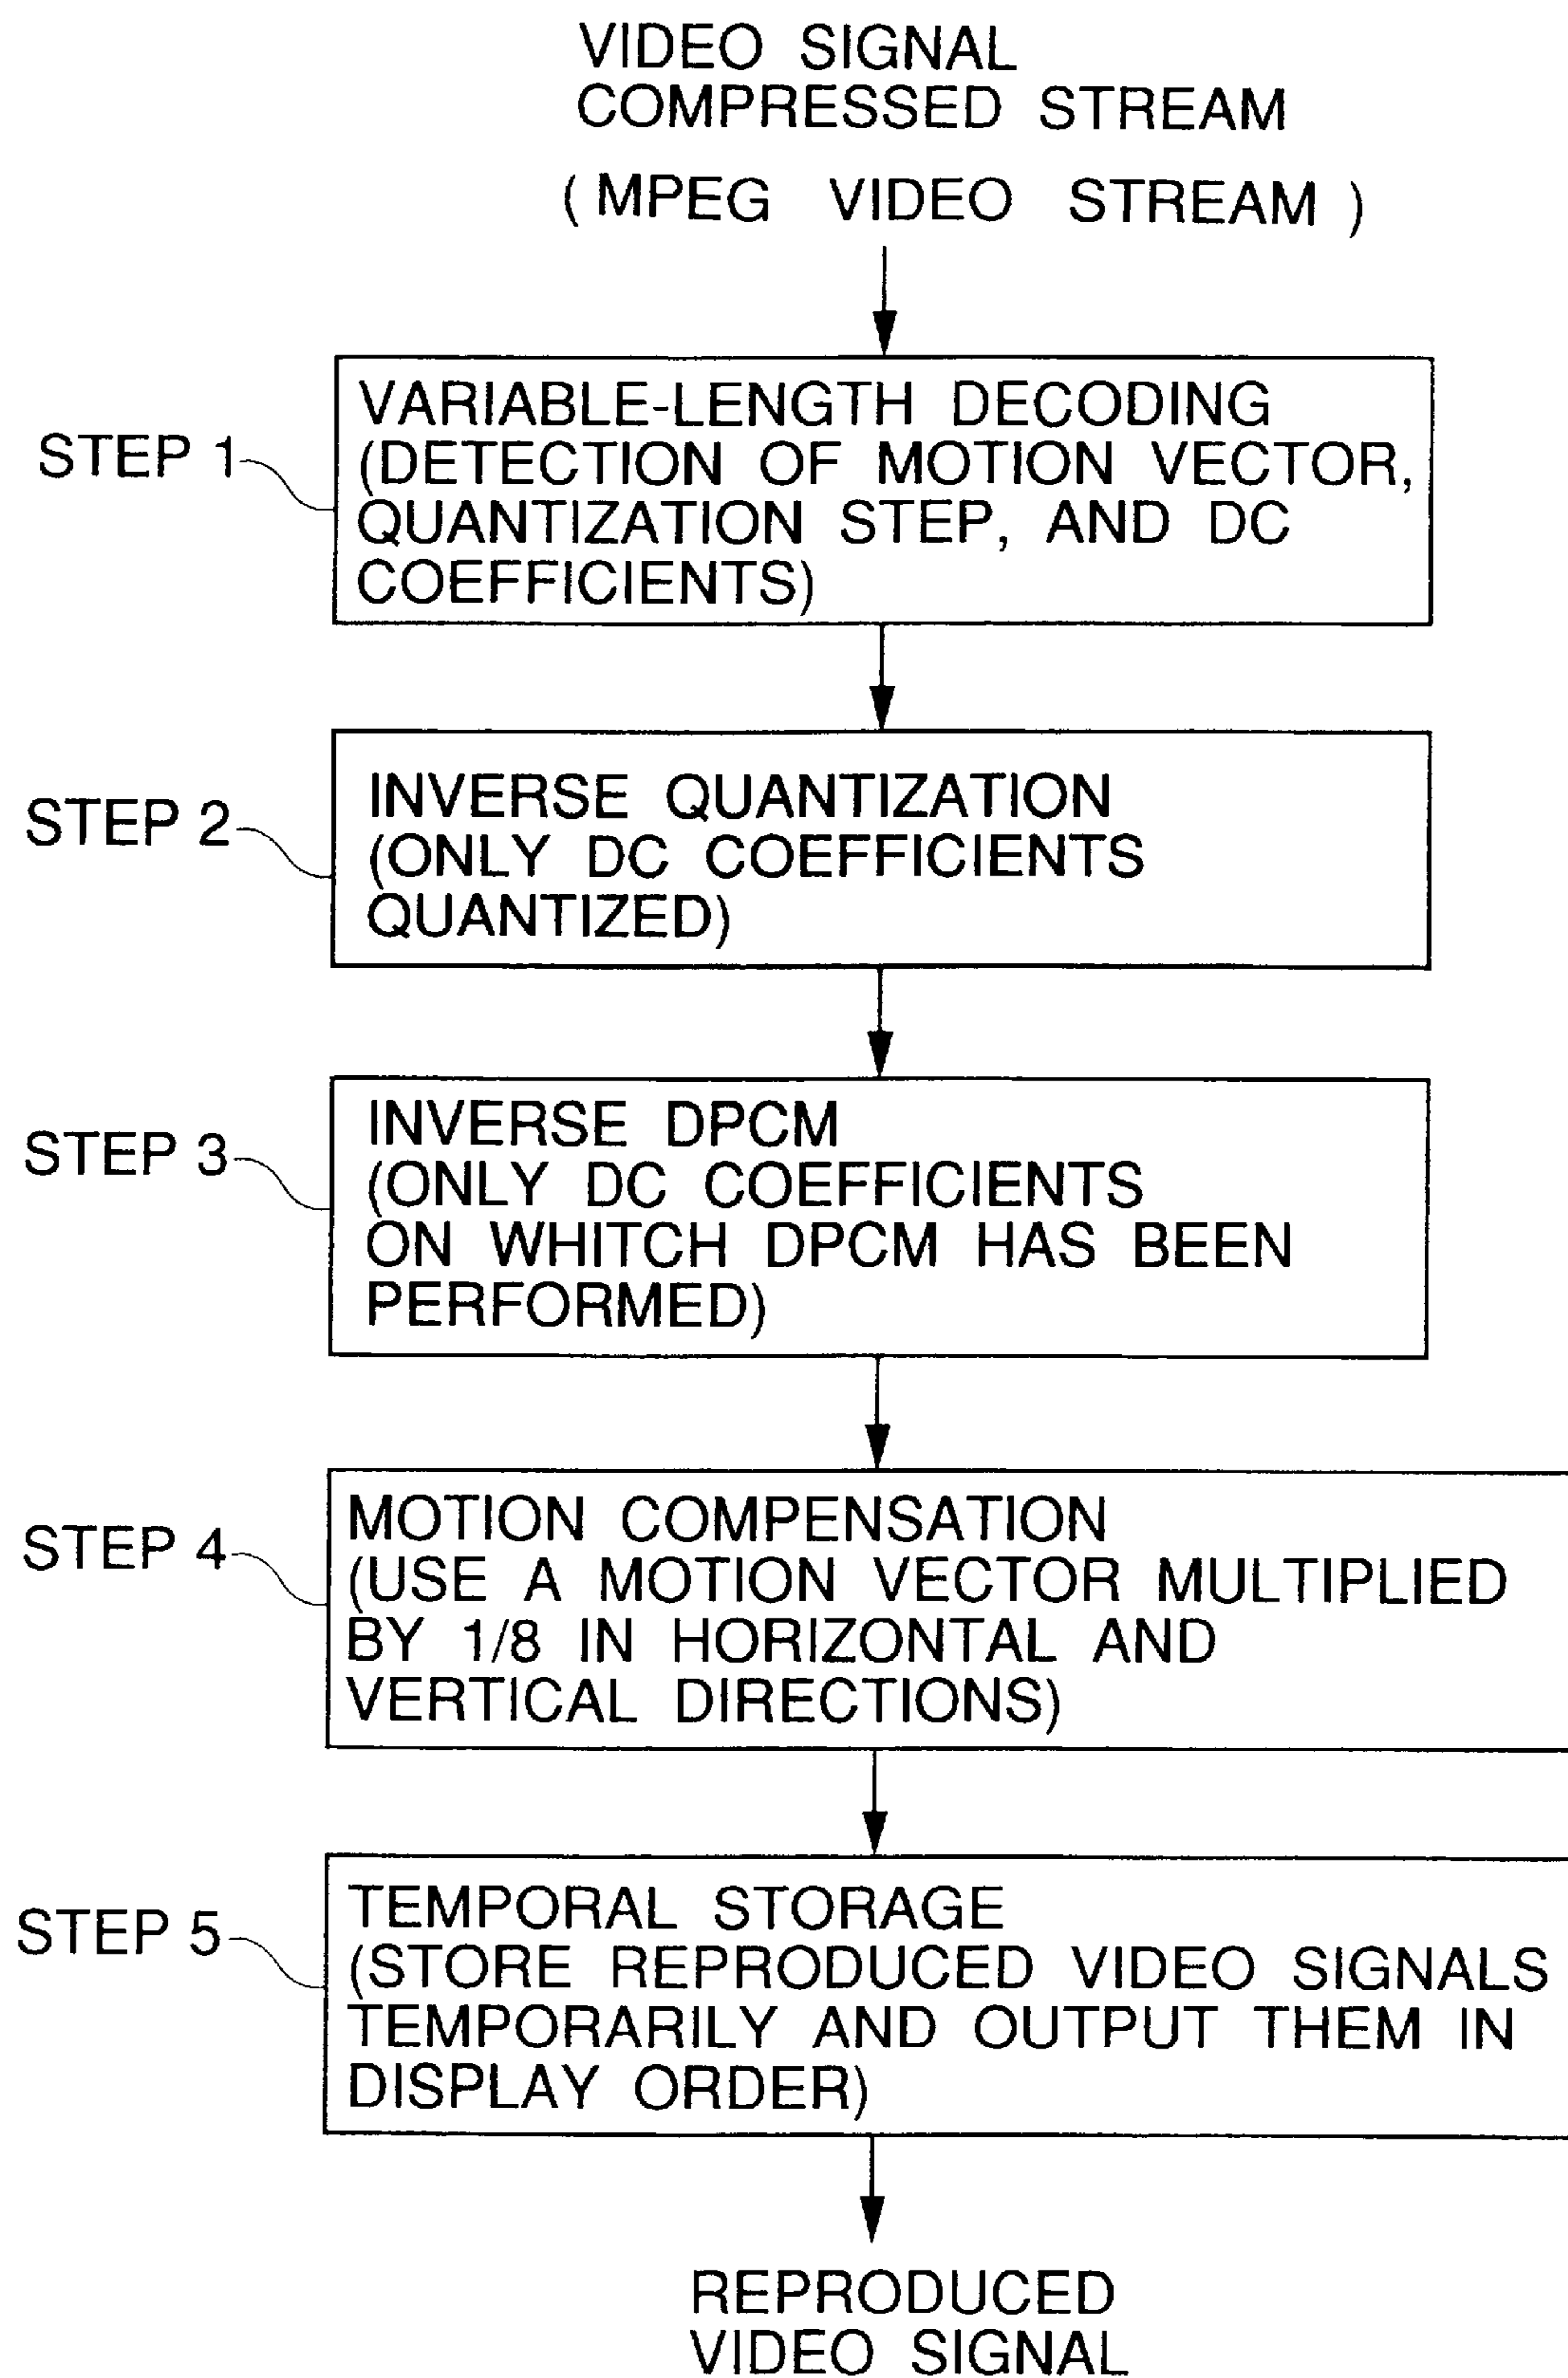 VIDEO SIGNAL
COMPRESSED STREAM
( MPEG VIDEO STREAM )
STEP 1
VARIABLE-LENGTH DECODING
(DETECTION OF MOTION VECTOR,
QUANTIZATION STEP, AND DC
COEFFICIENTS)
STEP 2
INVERSE QUANTIZATION
(ONLY DC COEFFICIENTS
QUANTIZED)
STEP 3
INVERSE DPCM
(ONLY DC COEFFICIENTS
ON WHITCH DPCM HAS BEEN
PERFORMED)
STEP 4
MOTION COMPENSATION
(USE A MOTION VECTOR MULTIPLIED
BY 1/8 IN HORIZONTAL AND
VERTICAL DIRECTIONS)
STEP 5
TEMPORAL STORAGE
(STORE REPRODUCED VIDEO SIGNALS
TEMPORARILY AND OUTPUT THEM IN
DISPLAY ORDER)
REPRODUCED
VIDEO SIGNAL